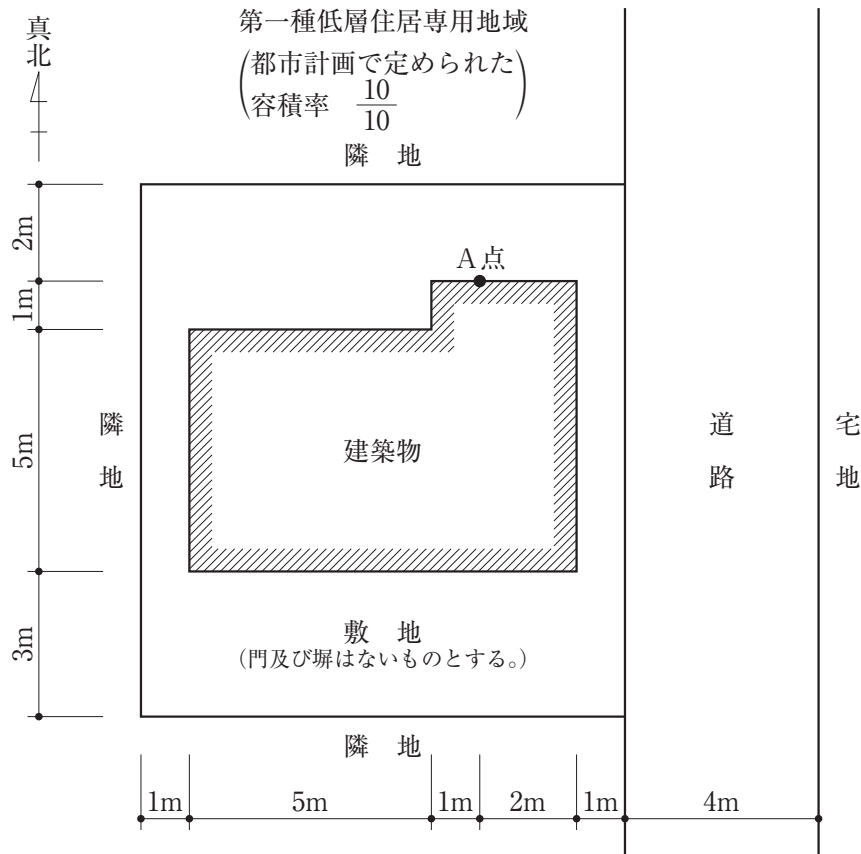 真北
第一種低層住居専用地域
(都市計画で定められた
容積率 10/10)
隣地
2m
1m
5m
3m
A点
隣地
建築物
道路
宅地
敷地
(門及び塀はないものとする。)
隣地
1m
5m
1m
2m
1m
4m